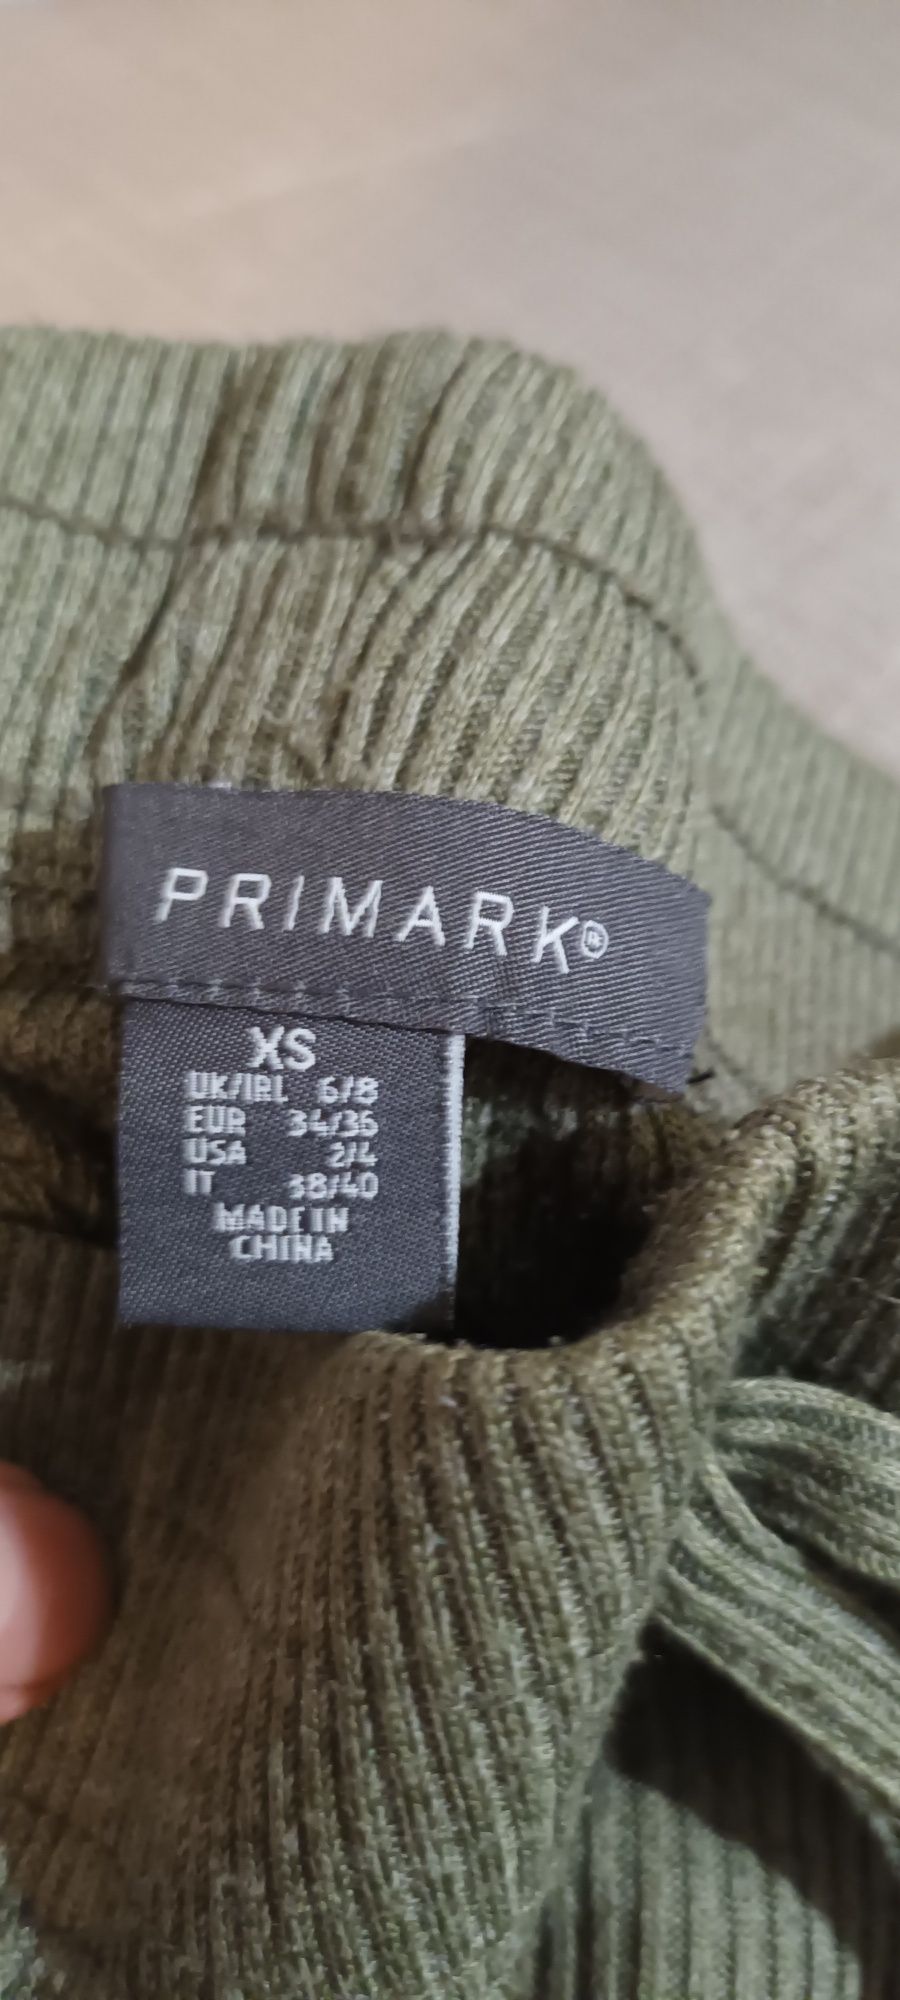 PRIMARK®
XS
UK/IRL 6/8
EUR 34/36
USA 2/4
IT 38/40
MADE IN
CHINA